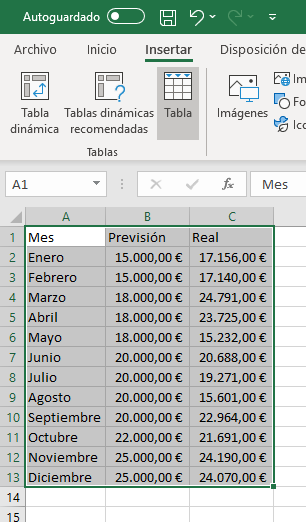 Autoguardado
Archivo Inicio Insertar Disposición de
Tabla dinámica
Tablas dinámicas recomendadas
Tabla
Imágenes
Tablas
A1 fx Mes
A B C
1 Mes Previsión Real
2 Enero 15.000,00 € 17.156,00 €
3 Febrero 15.000,00 € 17.140,00 €
4 Marzo 18.000,00 € 24.791,00 €
5 Abril 18.000,00 € 23.725,00 €
6 Mayo 18.000,00 € 15.232,00 €
7 Junio 20.000,00 € 20.688,00 €
8 Julio 20.000,00 € 19.271,00 €
9 Agosto 20.000,00 € 15.601,00 €
10 Septiembre 22.000,00 € 22.964,00 €
11 Octubre 22.000,00 € 21.691,00 €
12 Noviembre 25.000,00 € 24.190,00 €
13 Diciembre 25.000,00 € 24.070,00 €
14
15